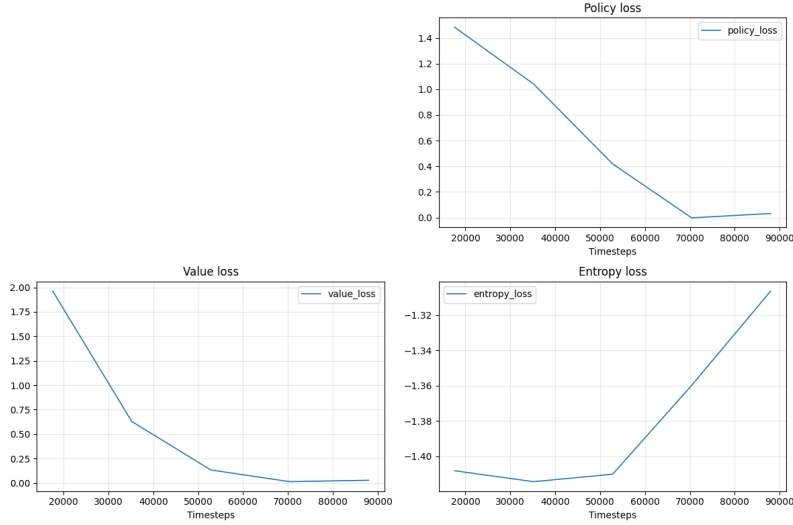 Policy loss
policy_loss
1.4
1.2
1.0
0.8
0.6
0.4
0.2
0.0
20000 30000 40000 50000 60000 70000 80000 90000
Timesteps
Value loss
value_loss
2.00
1.75
1.50
1.25
1.00
0.75
0.50
0.25
0.00
20000 30000 40000 50000 60000 70000 80000 90000
Timesteps
Entropy loss
entropy_loss
−1.32
−1.34
−1.36
−1.38
−1.40
20000 30000 40000 50000 60000 70000 80000 90000
Timesteps